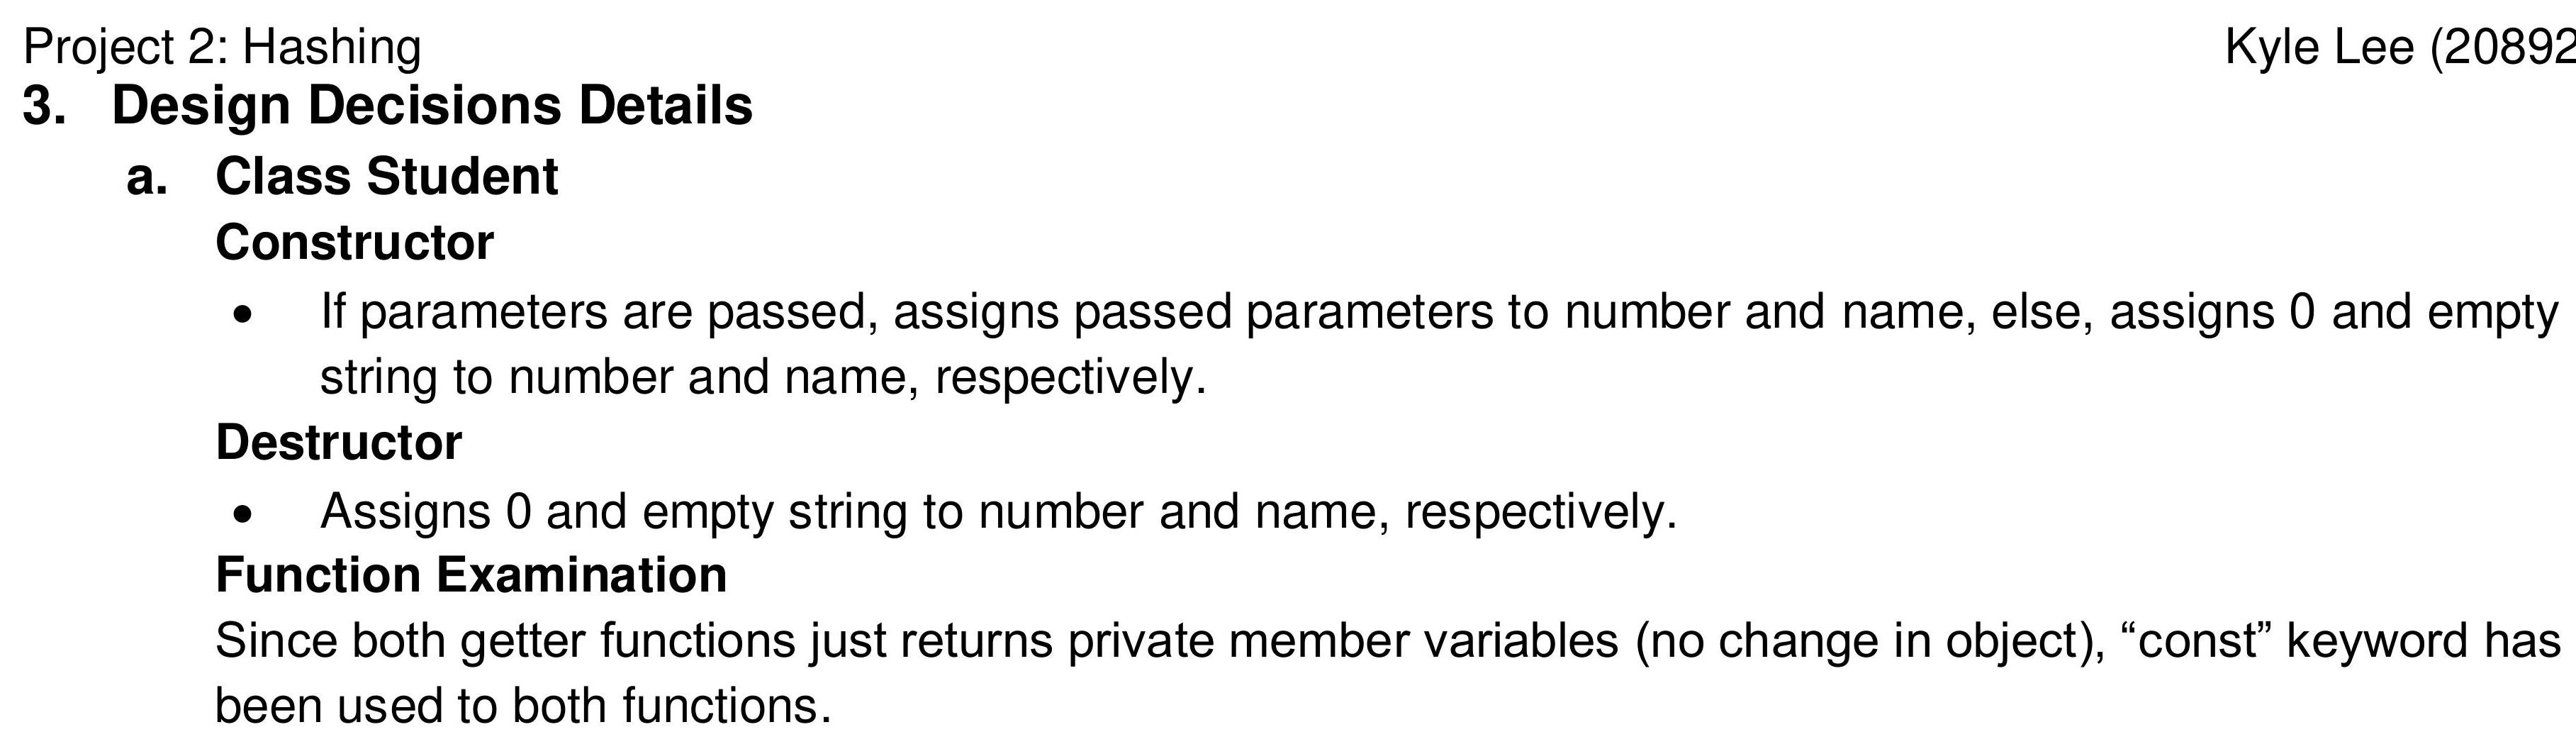 Project 2: Hashing Kyle Lee (20892
3. Design Decisions Details
a. Class Student
Constructor
• If parameters are passed, assigns passed parameters to number and name, else, assigns 0 and empty
string to number and name, respectively.
Destructor
• Assigns 0 and empty string to number and name, respectively.
Function Examination
Since both getter functions just returns private member variables (no change in object), “const” keyword has
been used to both functions.